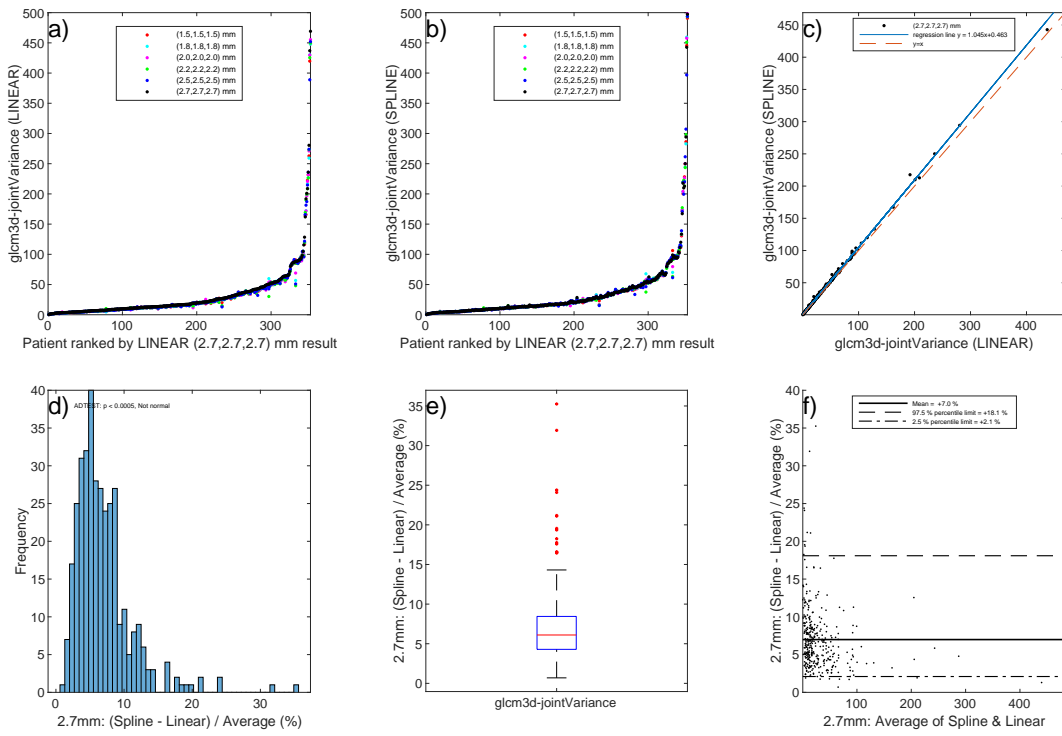 a)
500
450
400
350
300
250
200
150
100
50
0
0
100
200
300
glcm3d-jointVariance (LINEAR)
Patient ranked by LINEAR (2.7,2.7,2.7) mm result
(1.5,1.5,1.5) mm
(1.8,1.8,1.8) mm
(2.0,2.0,2.0) mm
(2.2,2.2,2.2) mm
(2.5,2.5,2.5) mm
(2.7,2.7,2.7) mm
b)
500
450
400
350
300
250
200
150
100
50
0
0
100
200
300
glcm3d-jointVariance (SPLINE)
Patient ranked by LINEAR (2.7,2.7,2.7) mm result
(1.5,1.5,1.5) mm
(1.8,1.8,1.8) mm
(2.0,2.0,2.0) mm
(2.2,2.2,2.2) mm
(2.5,2.5,2.5) mm
(2.7,2.7,2.7) mm
c)
450
400
350
300
250
200
150
100
50
100
200
300
400
glcm3d-jointVariance (SPLINE)
glcm3d-jointVariance (LINEAR)
(2.7,2.7,2.7) mm
regression line y = 1.045x+0.463
y=x
d)
ADTEST: p < 0.0005, Not normal
40
35
30
25
20
15
10
5
0
0
10
20
30
Frequency
2.7mm: (Spline - Linear) / Average (%)
e)
35
30
25
20
15
10
5
0
2.7mm: (Spline - Linear) / Average (%)
glcm3d-jointVariance
f)
40
35
30
25
20
15
10
5
0
100
200
300
400
2.7mm: (Spline - Linear) / Average (%)
2.7mm: Average of Spline & Linear
Mean = +7.0 %
97.5 % percentile limit = +18.1 %
2.5 % percentile limit = +2.1 %